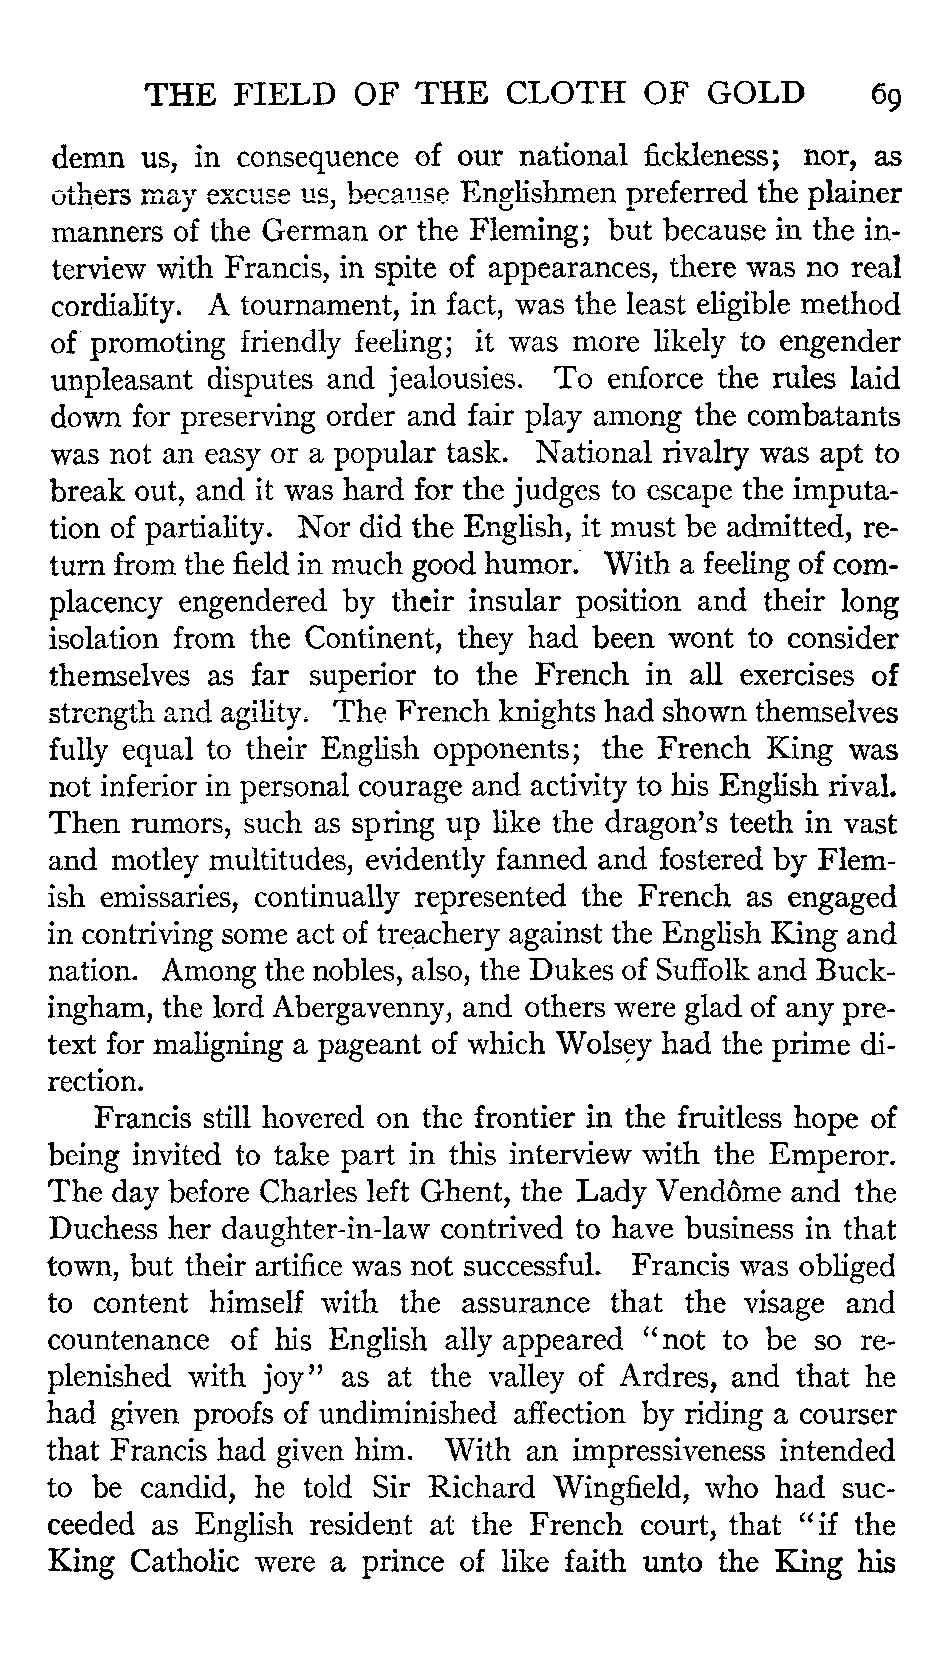 THE FIELD OF THE CLOTH OF GOLD 69
demn us, in consequence of our national fickleness; nor, as
others may excuse us, because Englishmen preferred the plainer
manners of the German or the Fleming; but because in the in-
terview with Francis, in spite of appearances, there was no real
cordiality. A tournament, in fact, was the least eligible method
of promoting friendly feeling; it was more likely to engender
unpleasant disputes and jealousies. To enforce the rules laid
down for preserving order and fair play among the combatants
was not an easy or a popular task. National rivalry was apt to
break out, and it was hard for the judges to escape the imputa-
tion of partiality. Nor did the English, it must be admitted, re-
turn from the field in much good humor. With a feeling of com-
placency engendered by their insular position and their long
isolation from the Continent, they had been wont to consider
themselves as far superior to the French in all exercises of
strength and agility. The French knights had shown themselves
fully equal to their English opponents; the French King was
not inferior in personal courage and activity to his English rival.
Then rumors, such as spring up like the dragon's teeth in vast
and motley multitudes, evidently fanned and fostered by Flem-
ish emissaries, continually represented the French as engaged
in contriving some act of treachery against the English King and
nation. Among the nobles, also, the Dukes of Suffolk and Buck-
ingham, the lord Abergavenny, and others were glad of any pre-
text for maligning a pageant of which Wolsey had the prime di-
rection.
Francis still hovered on the frontier in the fruitless hope of
being invited to take part in this interview with the Emperor.
The day before Charles left Ghent, the Lady Vendôme and the
Duchess her daughter-in-law contrived to have business in that
town, but their artifice was not successful. Francis was obliged
to content himself with the assurance that the visage and
countenance of his English ally appeared "not to be so re-
plenished with joy" as at the valley of Ardres, and that he
had given proofs of undiminished affection by riding a courser
that Francis had given him. With an impressiveness intended
to be candid, he told Sir Richard Wingfield, who had suc-
ceeded as English resident at the French court, that "if the
King Catholic were a prince of like faith unto the King his